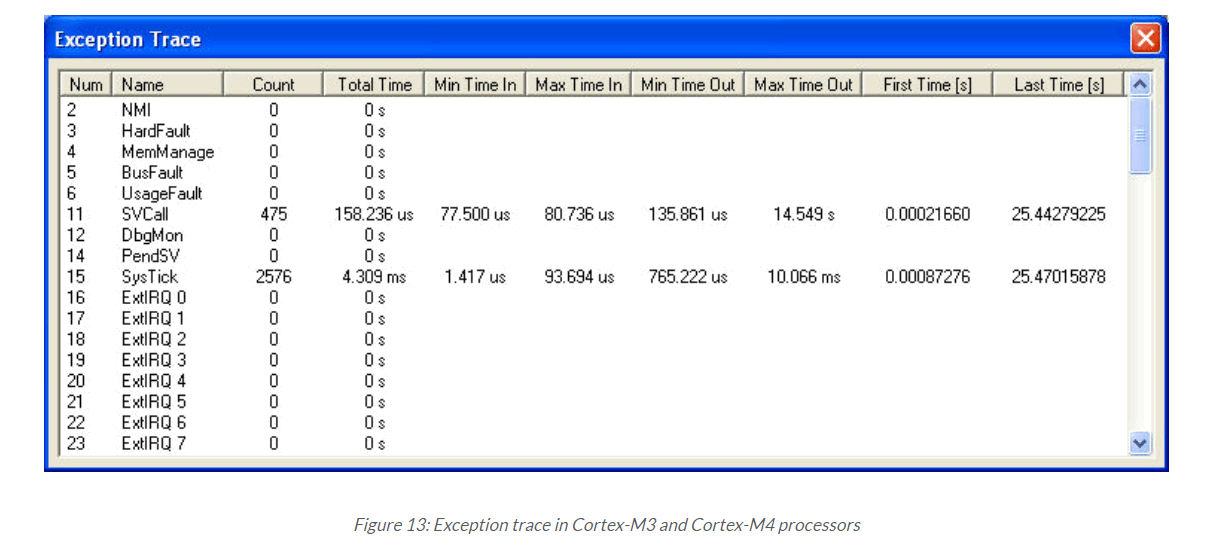 Exception Trace
Num Name Count Total Time Min Time In Max Time In Min Time Out Max Time Out First Time [s] Last Time [s]
2 NMI 0 0 s
3 HardFault 0 0 s
4 MemManage 0 0 s
5 BusFault 0 0 s
6 UsageFault 0 0 s
11 SVCall 475 158.236 us 77.500 us 80.736 us 135.861 us 14.549 s 0.00021660 25.44279225
12 DbgMon 0 0 s
14 PendSV 0 0 s
15 SysTick 2576 4.309 ms 1.417 us 93.694 us 765.222 us 10.066 ms 0.00087276 25.47015878
16 ExtIRQ 0 0 0 s
17 ExtIRQ 1 0 0 s
18 ExtIRQ 2 0 0 s
19 ExtIRQ 3 0 0 s
20 ExtIRQ 4 0 0 s
21 ExtIRQ 5 0 0 s
22 ExtIRQ 6 0 0 s
23 ExtIRQ 7 0 0 s
Figure 13: Exception trace in Cortex-M3 and Cortex-M4 processors